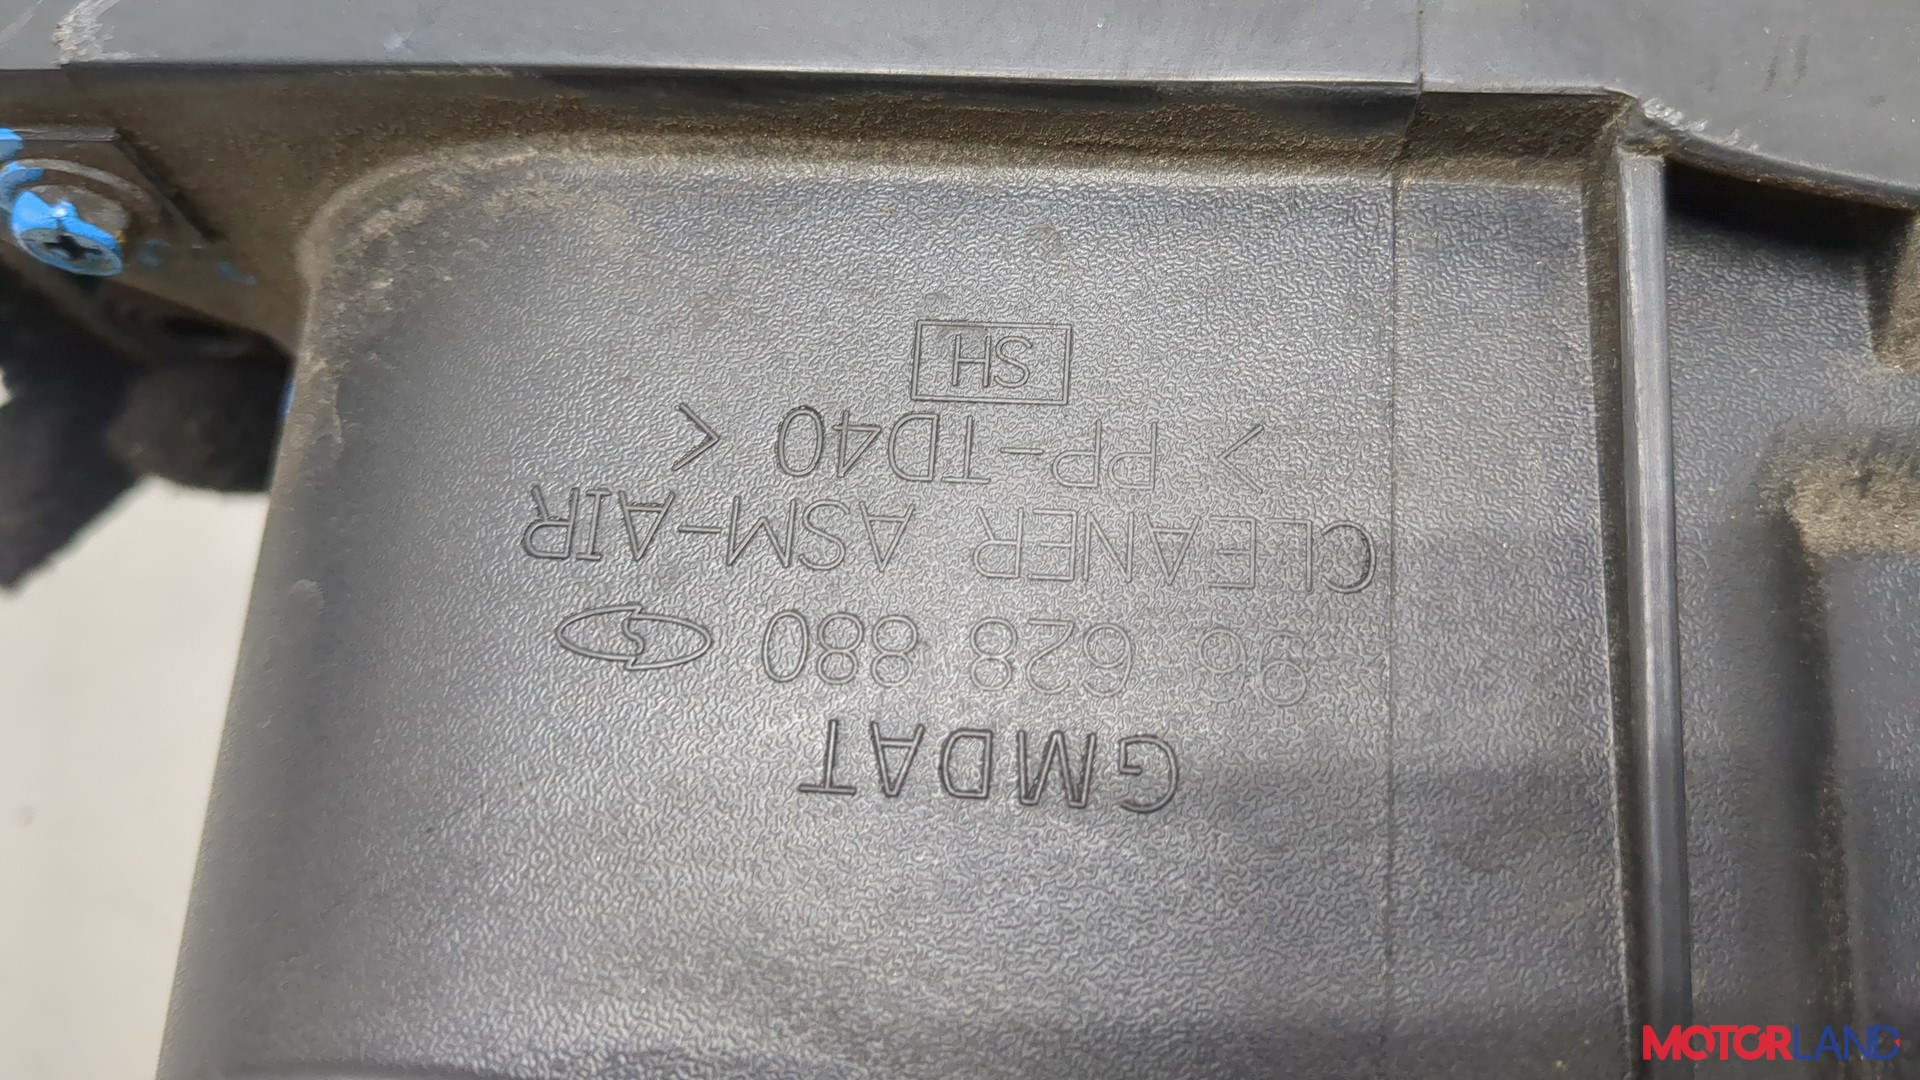 GMDAT
96 628 880
CLEANER ASM-AIR
> PP-TD40 <
SH
MOTORLAND